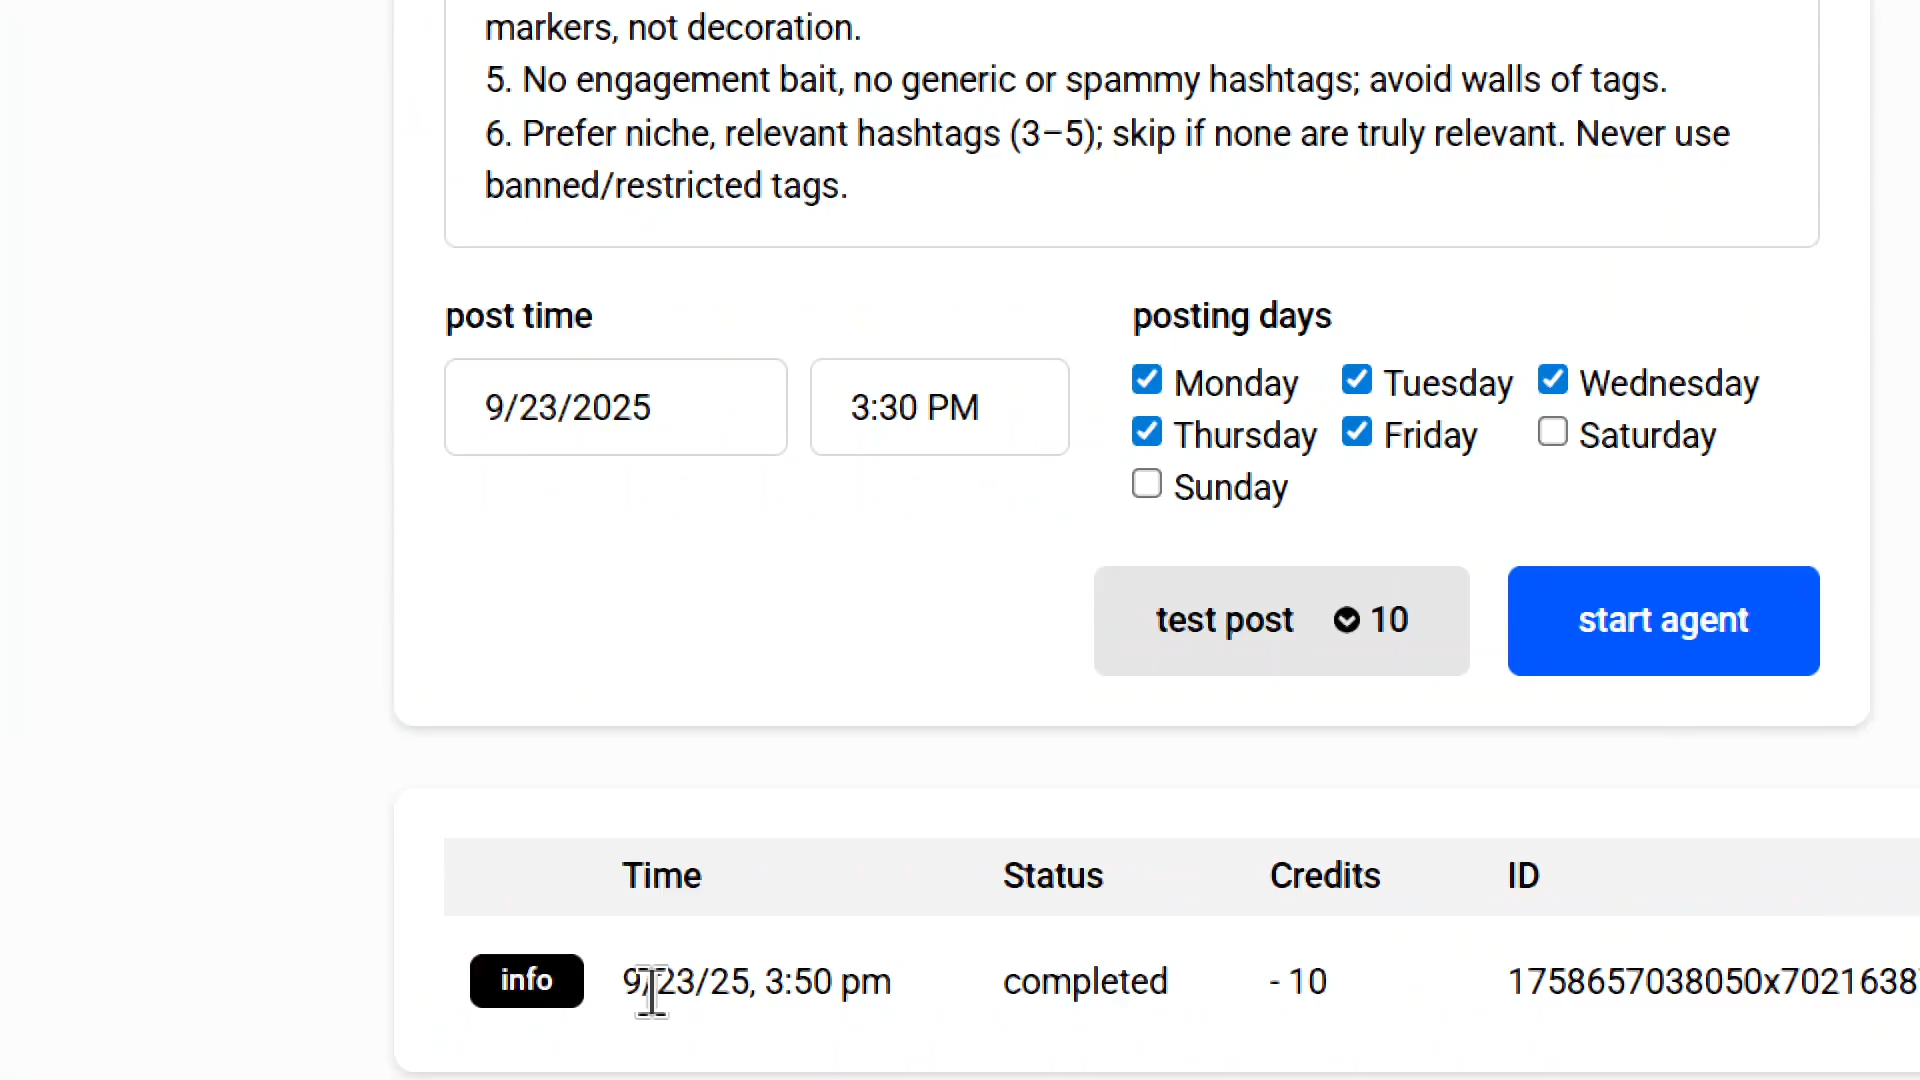 markers, not decoration.
5. No engagement bait, no generic or spammy hashtags; avoid walls of tags.
6. Prefer niche, relevant hashtags (3–5); skip if none are truly relevant. Never use
banned/restricted tags.
post time
posting days
9/23/2025
3:30 PM
Monday
Tuesday
Wednesday
Thursday
Friday
Saturday
Sunday
test post 10
start agent
Time Status Credits ID
info 9/23/25, 3:50 pm completed - 10 1758657038050x7021638